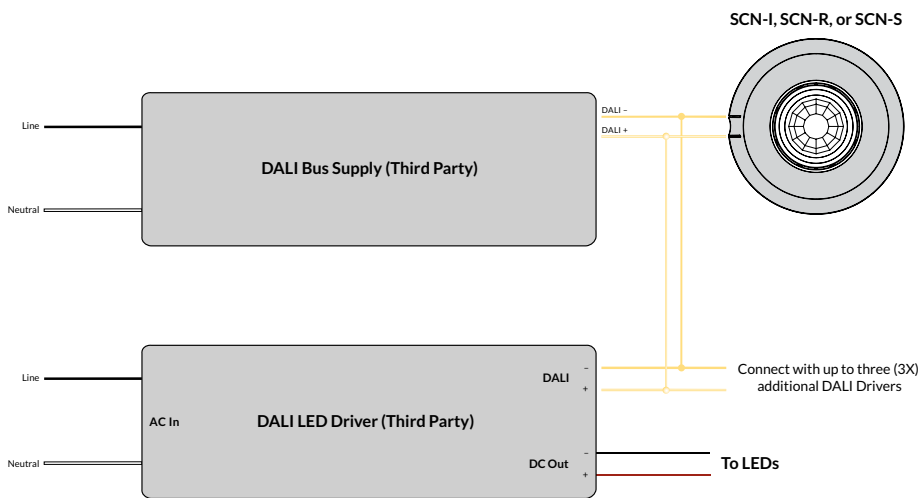 SCN-I, SCN-R, or SCN-S
DALI –
Line
DALI +
DALI Bus Supply (Third Party)
Neutral
Line
DALI
–
+
Connect with up to three (3X)
additional DALI Drivers
AC In
DALI LED Driver (Third Party)
Neutral
DC Out
–
+
To LEDs